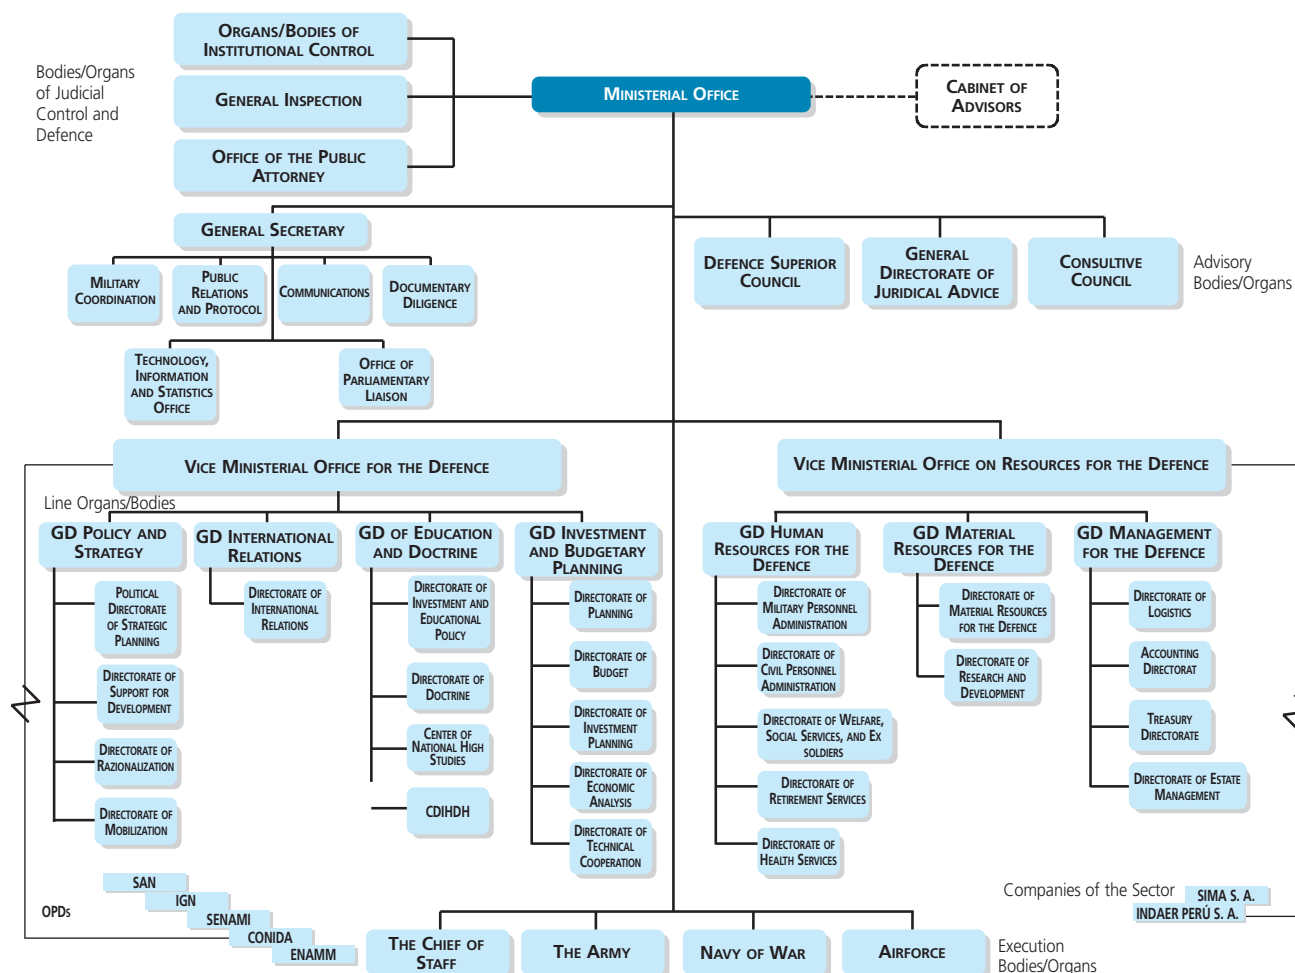 Bodies/Organs
of Judicial
Control and
Defence
ORGANS/BODIES OF
INSTITUTIONAL CONTROL
GENERAL INSPECTION
OFFICE OF THE PUBLIC
ATTORNEY
MINISTERIAL OFFICE
CABINET OF
ADVISORS
GENERAL SECRETARY
MILITARY
COORDINATION
PUBLIC
RELATIONS
AND PROTOCOL
COMMUNICATIONS
DOCUMENTARY
DILIGENCE
TECHNOLOGY,
INFORMATION
AND STATISTICS
OFFICE
OFFICE OF
PARLIAMENTARY
LIAISON
DEFENCE SUPERIOR
COUNCIL
GENERAL
DIRECTORATE OF
JURIDICAL ADVICE
CONSULTIVE
COUNCIL
Advisory
Bodies/Organs
VICE MINISTERIAL OFFICE FOR THE DEFENCE
VICE MINISTERIAL OFFICE ON RESOURCES FOR THE DEFENCE
Line Organs/Bodies
GD POLICY AND
STRATEGY
POLITICAL
DIRECTORATE
OF STRATEGIC
PLANNING
DIRECTORATE OF
SUPPORT FOR
DEVELOPMENT
DIRECTORATE OF
RAZIONALIZATION
DIRECTORATE OF
MOBILIZATION
GD INTERNATIONAL
RELATIONS
DIRECTORATE OF
INTERNATIONAL
RELATIONS
GD OF EDUCATION
AND DOCTRINE
DIRECTORATE OF
INVESTMENT AND
EDUCATIONAL
POLICY
DIRECTORATE OF
DOCTRINE
CENTER OF
NATIONAL HIGH
STUDIES
CDIHDH
GD INVESTMENT
AND BUDGETARY
PLANNING
DIRECTORATE OF
PLANNING
DIRECTORATE OF
BUDGET
DIRECTORATE OF
INVESTMENT
PLANNING
DIRECTORATE OF
ECONOMIC
ANALYSIS
DIRECTORATE OF
TECHNICAL
COOPERATION
GD HUMAN
RESOURCES FOR THE
DEFENCE
DIRECTORATE OF
MILITARY PERSONNEL
ADMINISTRATION
DIRECTORATE OF
CIVIL PERSONNEL
ADMINISTRATION
DIRECTORATE OF WELFARE,
SOCIAL SERVICES, AND EX
SOLDIERS
DIRECTORATE OF
RETIREMENT SERVICES
DIRECTORATE OF
HEALTH SERVICES
GD MATERIAL
RESOURCES FOR THE
DEFENCE
DIRECTORATE OF
MATERIAL RESOURCES
FOR THE DEFENCE
DIRECTORATE OF
RESEARCH AND
DEVELOPMENT
GD MANAGEMENT
FOR THE DEFENCE
DIRECTORATE OF
LOGISTICS
ACCOUNTING
DIRECTORAT
TREASURY
DIRECTORATE
DIRECTORATE OF ESTATE
MANAGEMENT
OPDs
SAN
IGN
SENAMI
CONIDA
ENAMM
Companies of the Sector
SIMA S. A.
INDAER PERÚ S. A.
THE CHIEF OF
STAFF
THE ARMY
NAVY OF WAR
AIRFORCE
Execution
Bodies/Organs